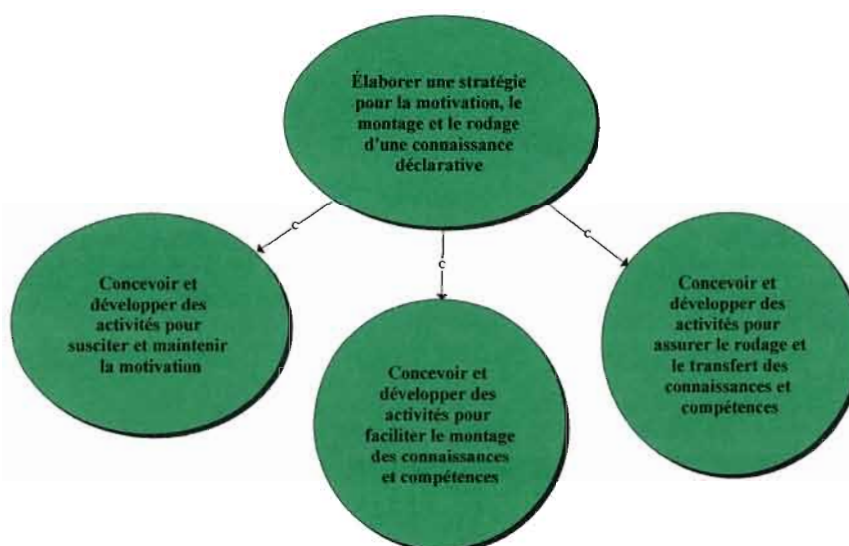 Élaborer une stratégie
pour la motivation, le
montage et le rodage
d'une connaissance
déclarative
c
c
c
Concevoir et
développer des
activités pour
susciter et maintenir
la motivation
Concevoir et
développer des
activités pour
faciliter le montage
des connaissances
et compétences
Concevoir et
développer des
activités pour
assurer le rodage et
le transfert des
connaissances et
compétences